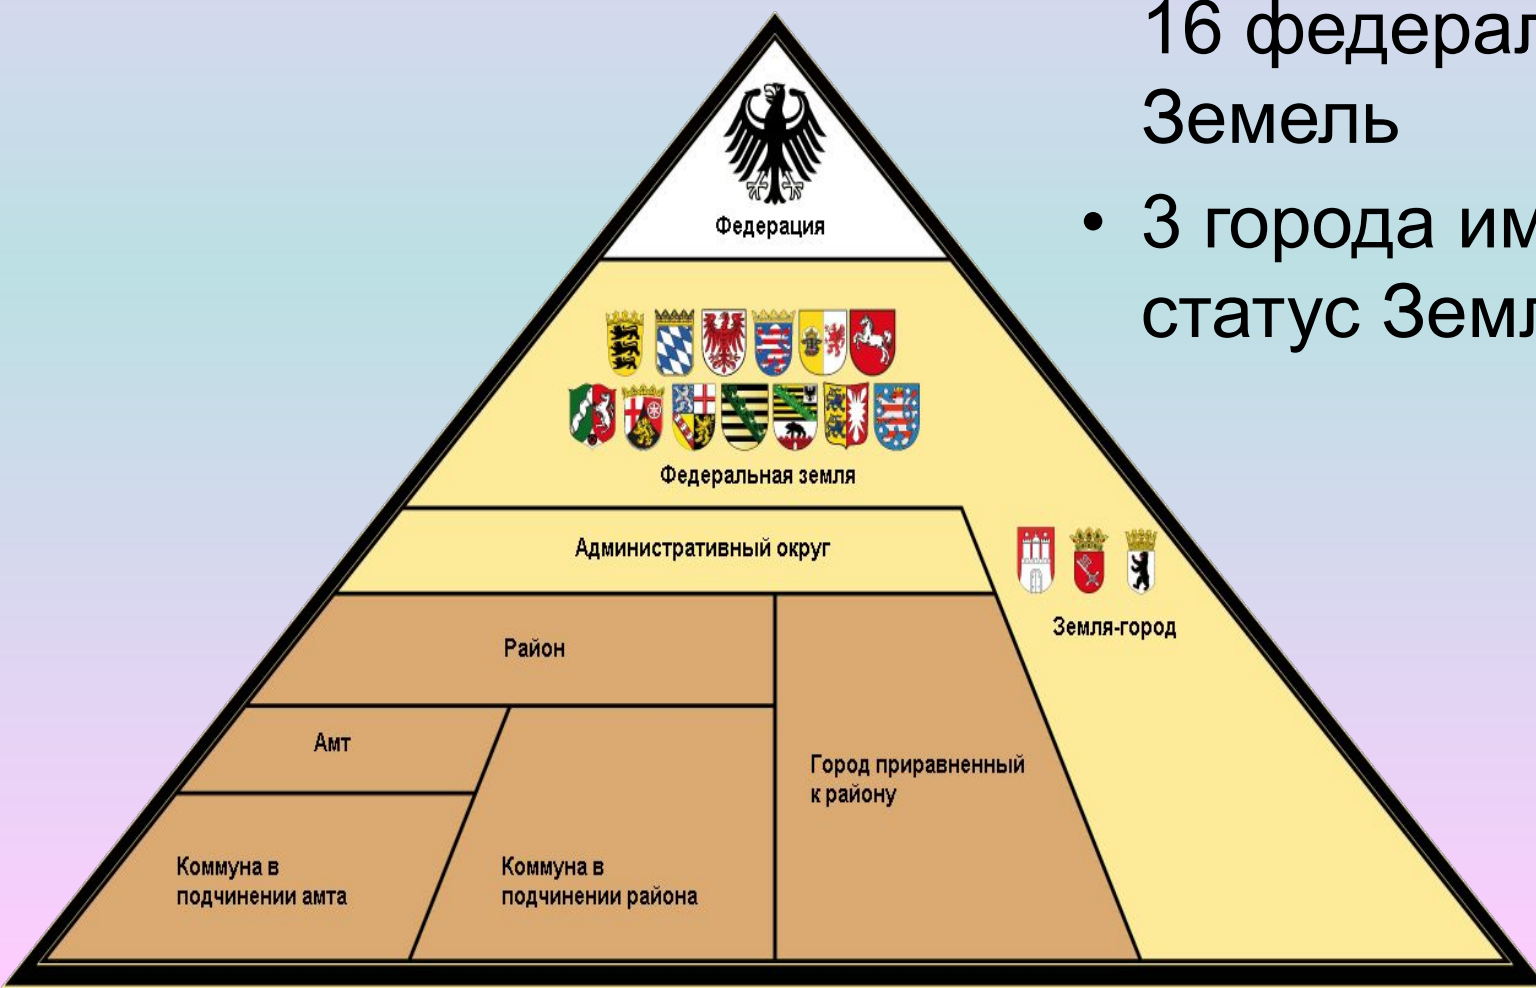 16 федерал
Земель
• 3 города им
статус Земл
Федерация
Федеральная земля
Административный округ
Земля-город
Район
Амт
Город приравненный
к району
Коммуна в
подчинении амта
Коммуна в
подчинении района